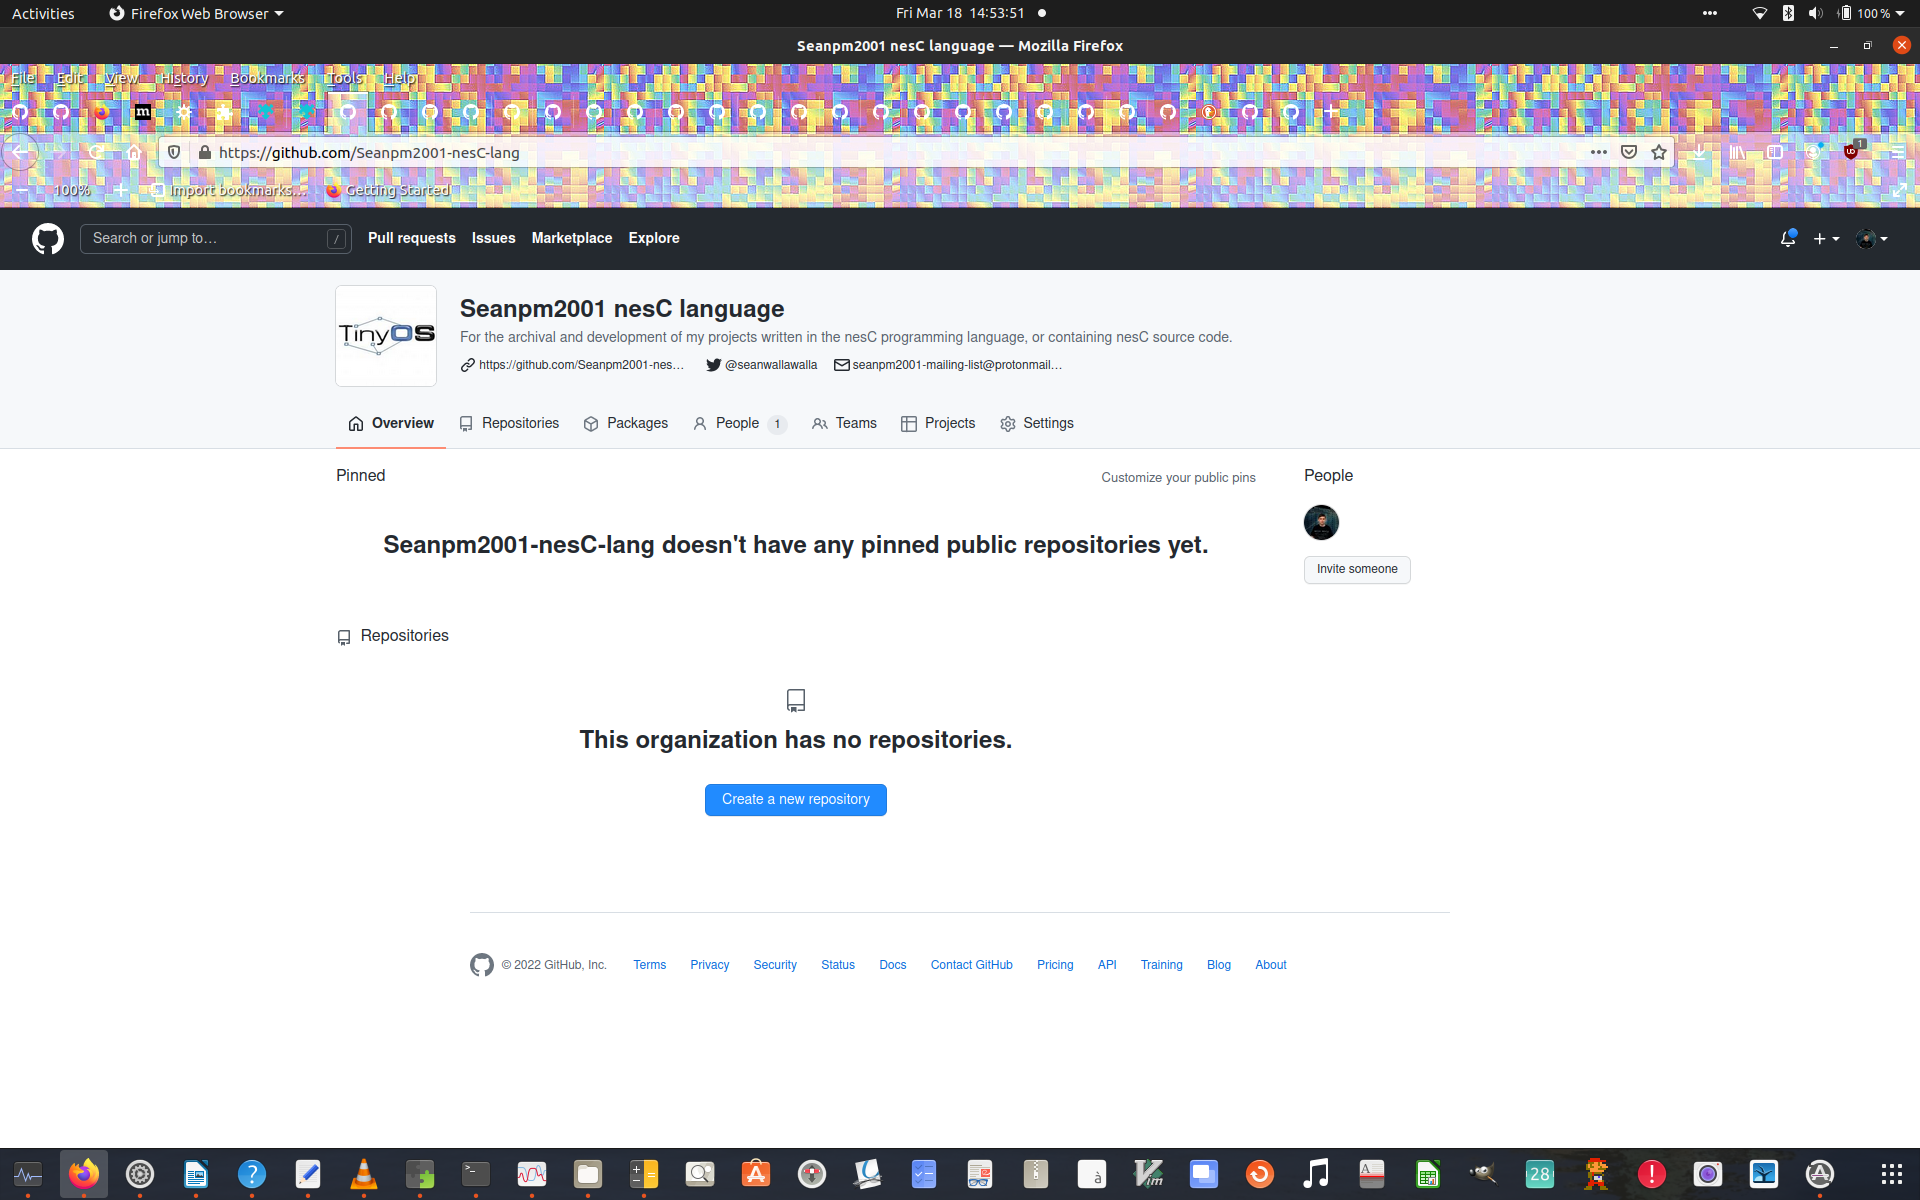 Activities Firefox Web Browser Fri Mar 18 14:53:51 100 %
Seanpm2001 nesC language — Mozilla Firefox
File Edit View History Bookmarks Tools Help
https://github.com/Seanpm2001-nesC-lang 1
100% Import bookmarks... Getting Started
Search or jump to... / Pull requests Issues Marketplace Explore
TinyOS
Seanpm2001 nesC language
For the archival and development of my projects written in the nesC programming language, or containing nesC source code.
https://github.com/Seanpm2001-nes... @seanwallawalla seanpm2001-mailing-list@protonmail...
Overview Repositories Packages People 1 Teams Projects Settings
Pinned Customize your public pins People
Seanpm2001-nesC-lang doesn't have any pinned public repositories yet.
Invite someone
Repositories
This organization has no repositories.
Create a new repository
© 2022 GitHub, Inc. Terms Privacy Security Status Docs Contact GitHub Pricing API Training Blog About
28